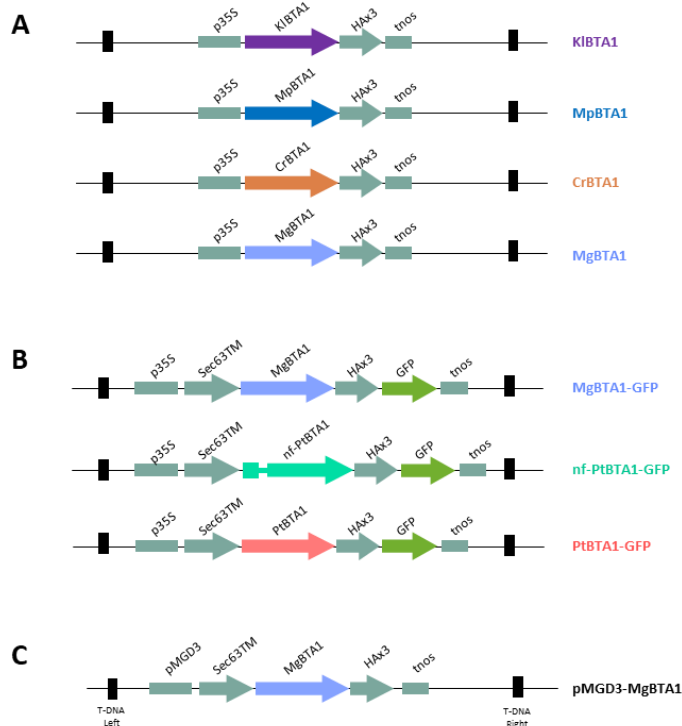 A
p35S KlBTA1 HAx3 tnos
KlBTA1
p35S MpBTA1 HAx3 tnos
MpBTA1
p35S CrBTA1 HAx3 tnos
CrBTA1
p35S MgBTA1 HAx3 tnos
MgBTA1
B
p35S Sec63TM MgBTA1 HAx3 GFP tnos
MgBTA1-GFP
p35S Sec63TM nf-PtBTA1 HAx3 GFP tnos
nf-PtBTA1-GFP
p35S Sec63TM PtBTA1 HAx3 GFP tnos
PtBTA1-GFP
C
pMGD3 Sec63TM MgBTA1 HAx3 tnos
pMGD3-MgBTA1
T-DNA
Left
T-DNA
Right